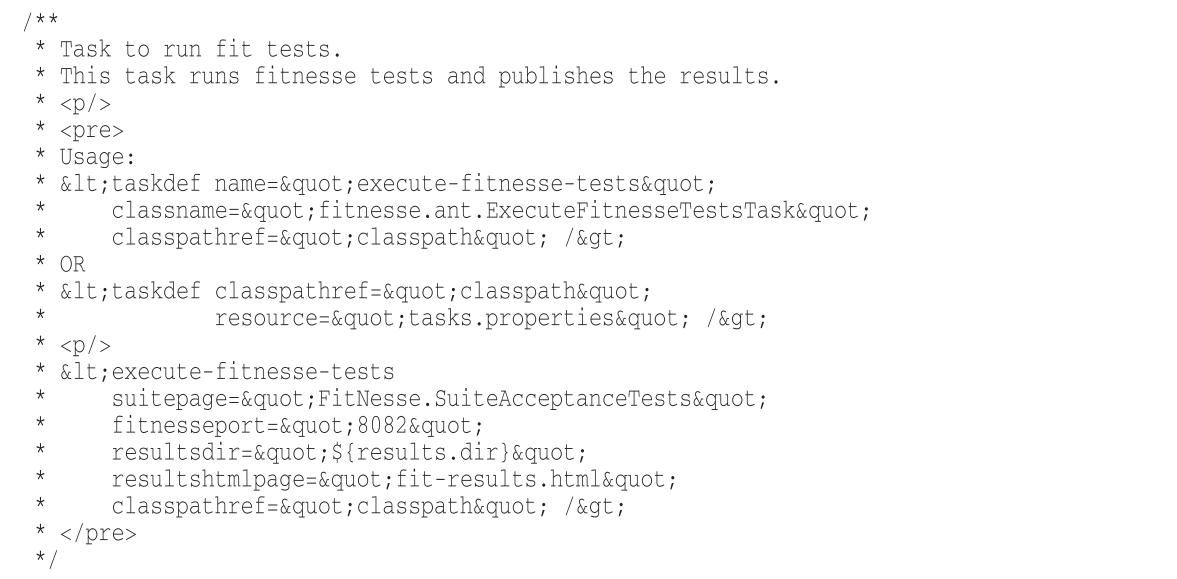 /**
 * Task to run fit tests.
 * This task runs fitnesse tests and publishes the results.
 * <p/>
 * <pre>
 * Usage:
 * &lt;taskdef name=&quot;execute-fitnesse-tests&quot;
 *     classname=&quot;fitnesse.ant.ExecuteFitnesseTestsTask&quot;
 *     classpathref=&quot;classpath&quot; /&gt;
 * OR
 * &lt;taskdef classpathref=&quot;classpath&quot;
 *             resource=&quot;tasks.properties&quot; /&gt;
 * <p/>
 * &lt;execute-fitnesse-tests
 *     suitepage=&quot;FitNesse.SuiteAcceptanceTests&quot;
 *     fitnesseport=&quot;8082&quot;
 *     resultsdir=&quot;${results.dir}&quot;
 *     resultshtmlpage=&quot;fit-results.html&quot;
 *     classpathref=&quot;classpath&quot; /&gt;
 * </pre>
 */